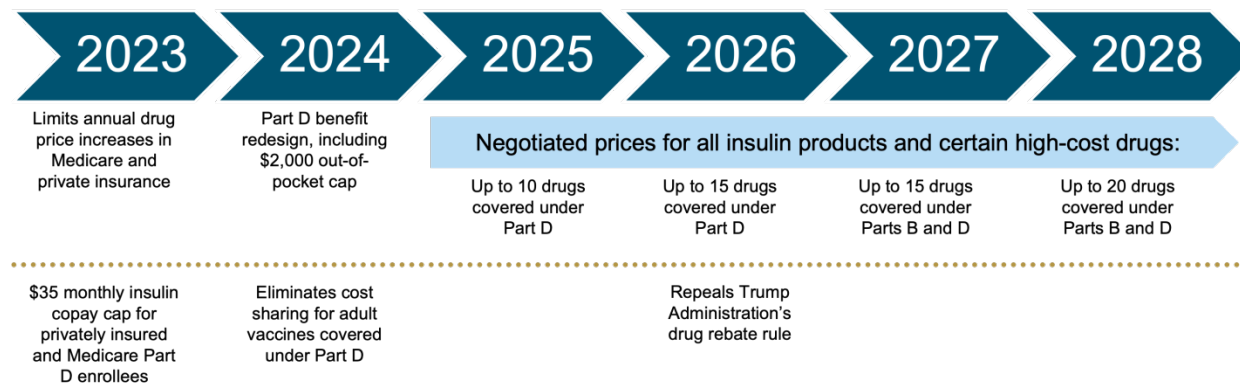 2023
2024
2025
2026
2027
2028
Limits annual drug
price increases in
Medicare and
private insurance
Part D benefit
redesign, including
$2,000 out-of-
pocket cap
Negotiated prices for all insulin products and certain high-cost drugs:
Up to 10 drugs
covered under
Part D
Up to 15 drugs
covered under
Part D
Up to 15 drugs
covered under
Parts B and D
Up to 20 drugs
covered under
Parts B and D
$35 monthly insulin
copay cap for
privately insured
and Medicare Part
D enrollees
Eliminates cost
sharing for adult
vaccines covered
under Part D
Repeals Trump
Administration’s
drug rebate rule